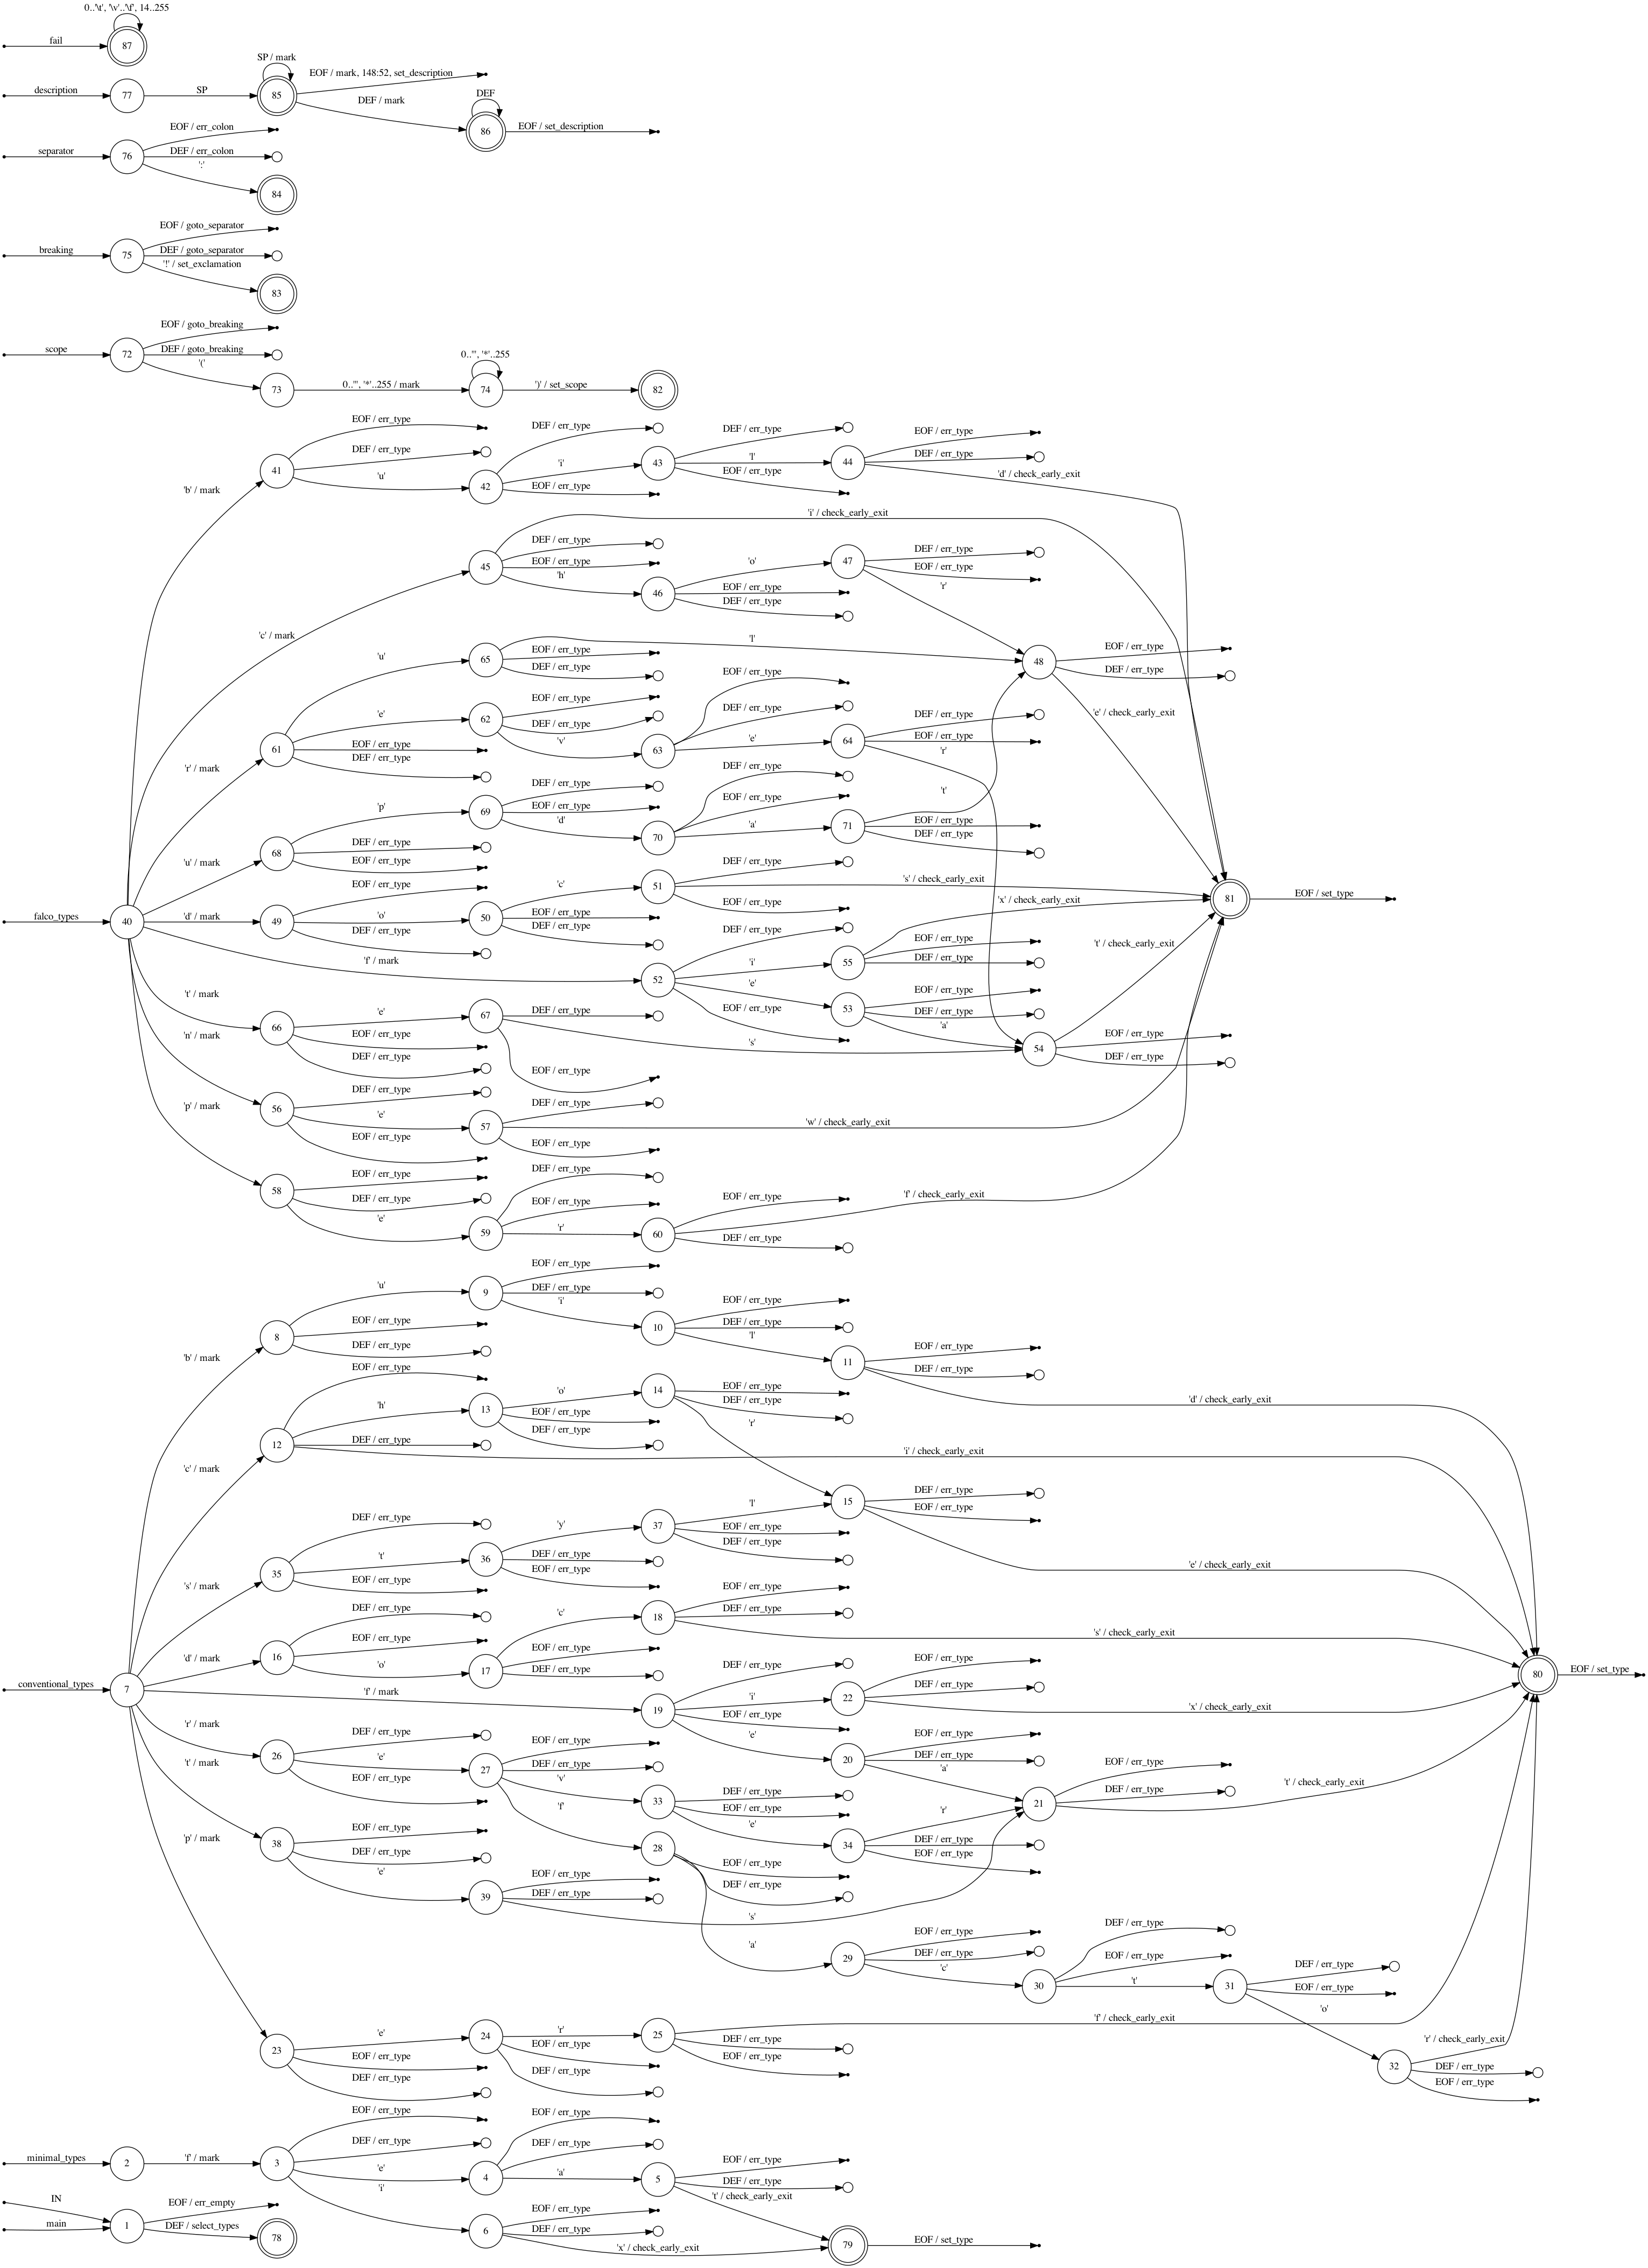 0..'\t', '\v'..'\f', 14..255
fail
87
SP / mark
EOF / mark, 148:52, set_description
description
77
SP
85
DEF / mark
DEF
86
EOF / set_description
EOF / err_colon
separator
76
DEF / err_colon
':'
84
EOF / goto_separator
breaking
75
DEF / goto_separator
'!' / set_exclamation
83
EOF / goto_breaking
scope
72
DEF / goto_breaking
'('
73
0..''', '*'..255 / mark
0..''', '*'..255
74
')' / set_scope
82
falco_types
40
'b' / mark
41
EOF / err_type
DEF / err_type
'u'
42
DEF / err_type
'i'
EOF / err_type
43
DEF / err_type
'l'
EOF / err_type
44
EOF / err_type
DEF / err_type
'd' / check_early_exit
'c' / mark
45
'i' / check_early_exit
DEF / err_type
EOF / err_type
'h'
46
'o'
EOF / err_type
DEF / err_type
47
DEF / err_type
EOF / err_type
'r'
48
EOF / err_type
DEF / err_type
'e' / check_early_exit
'r' / mark
61
'u'
'e'
EOF / err_type
DEF / err_type
65
'l'
EOF / err_type
DEF / err_type
62
EOF / err_type
DEF / err_type
'v'
63
EOF / err_type
DEF / err_type
'e'
64
DEF / err_type
EOF / err_type
'r'
'u' / mark
68
'p'
DEF / err_type
EOF / err_type
69
DEF / err_type
EOF / err_type
'd'
70
DEF / err_type
EOF / err_type
'a'
71
't'
EOF / err_type
DEF / err_type
'd' / mark
49
EOF / err_type
'o'
DEF / err_type
50
'c'
EOF / err_type
DEF / err_type
51
DEF / err_type
's' / check_early_exit
EOF / err_type
81
EOF / set_type
'f' / mark
52
DEF / err_type
'i'
'e'
EOF / err_type
55
'x' / check_early_exit
EOF / err_type
DEF / err_type
53
EOF / err_type
DEF / err_type
'a'
54
't' / check_early_exit
EOF / err_type
DEF / err_type
't' / mark
66
'e'
EOF / err_type
DEF / err_type
67
DEF / err_type
's'
EOF / err_type
'n' / mark
56
DEF / err_type
'e'
EOF / err_type
57
DEF / err_type
'w' / check_early_exit
EOF / err_type
'p' / mark
58
EOF / err_type
DEF / err_type
'e'
59
DEF / err_type
EOF / err_type
'r'
60
EOF / err_type
'f' / check_early_exit
DEF / err_type
conventional_types
7
'b' / mark
8
'u'
EOF / err_type
DEF / err_type
9
EOF / err_type
DEF / err_type
'i'
10
EOF / err_type
DEF / err_type
'l'
11
EOF / err_type
DEF / err_type
'd' / check_early_exit
'c' / mark
12
EOF / err_type
'h'
DEF / err_type
'i' / check_early_exit
13
'o'
EOF / err_type
DEF / err_type
14
EOF / err_type
DEF / err_type
'r'
15
DEF / err_type
EOF / err_type
'e' / check_early_exit
's' / mark
35
DEF / err_type
't'
EOF / err_type
36
'y'
DEF / err_type
EOF / err_type
37
'l'
EOF / err_type
DEF / err_type
'd' / mark
16
DEF / err_type
EOF / err_type
'o'
17
'c'
EOF / err_type
DEF / err_type
18
EOF / err_type
DEF / err_type
's' / check_early_exit
80
EOF / set_type
'f' / mark
19
DEF / err_type
'i'
EOF / err_type
'e'
22
EOF / err_type
DEF / err_type
'x' / check_early_exit
20
EOF / err_type
DEF / err_type
'a'
21
EOF / err_type
DEF / err_type
't' / check_early_exit
'r' / mark
26
DEF / err_type
'e'
EOF / err_type
27
EOF / err_type
DEF / err_type
'v'
'f'
33
DEF / err_type
EOF / err_type
'e'
34
'r'
DEF / err_type
EOF / err_type
28
EOF / err_type
DEF / err_type
'a'
't' / mark
38
EOF / err_type
DEF / err_type
'e'
39
EOF / err_type
DEF / err_type
's'
29
EOF / err_type
DEF / err_type
'c'
30
DEF / err_type
EOF / err_type
't'
31
DEF / err_type
EOF / err_type
'o'
32
'r' / check_early_exit
DEF / err_type
EOF / err_type
'p' / mark
23
'e'
EOF / err_type
DEF / err_type
24
'r'
EOF / err_type
DEF / err_type
25
'f' / check_early_exit
DEF / err_type
EOF / err_type
minimal_types
2
'f' / mark
3
EOF / err_type
DEF / err_type
'e'
'i'
4
EOF / err_type
DEF / err_type
'a'
5
EOF / err_type
DEF / err_type
't' / check_early_exit
6
EOF / err_type
DEF / err_type
'x' / check_early_exit
79
EOF / set_type
IN
main
1
EOF / err_empty
DEF / select_types
78